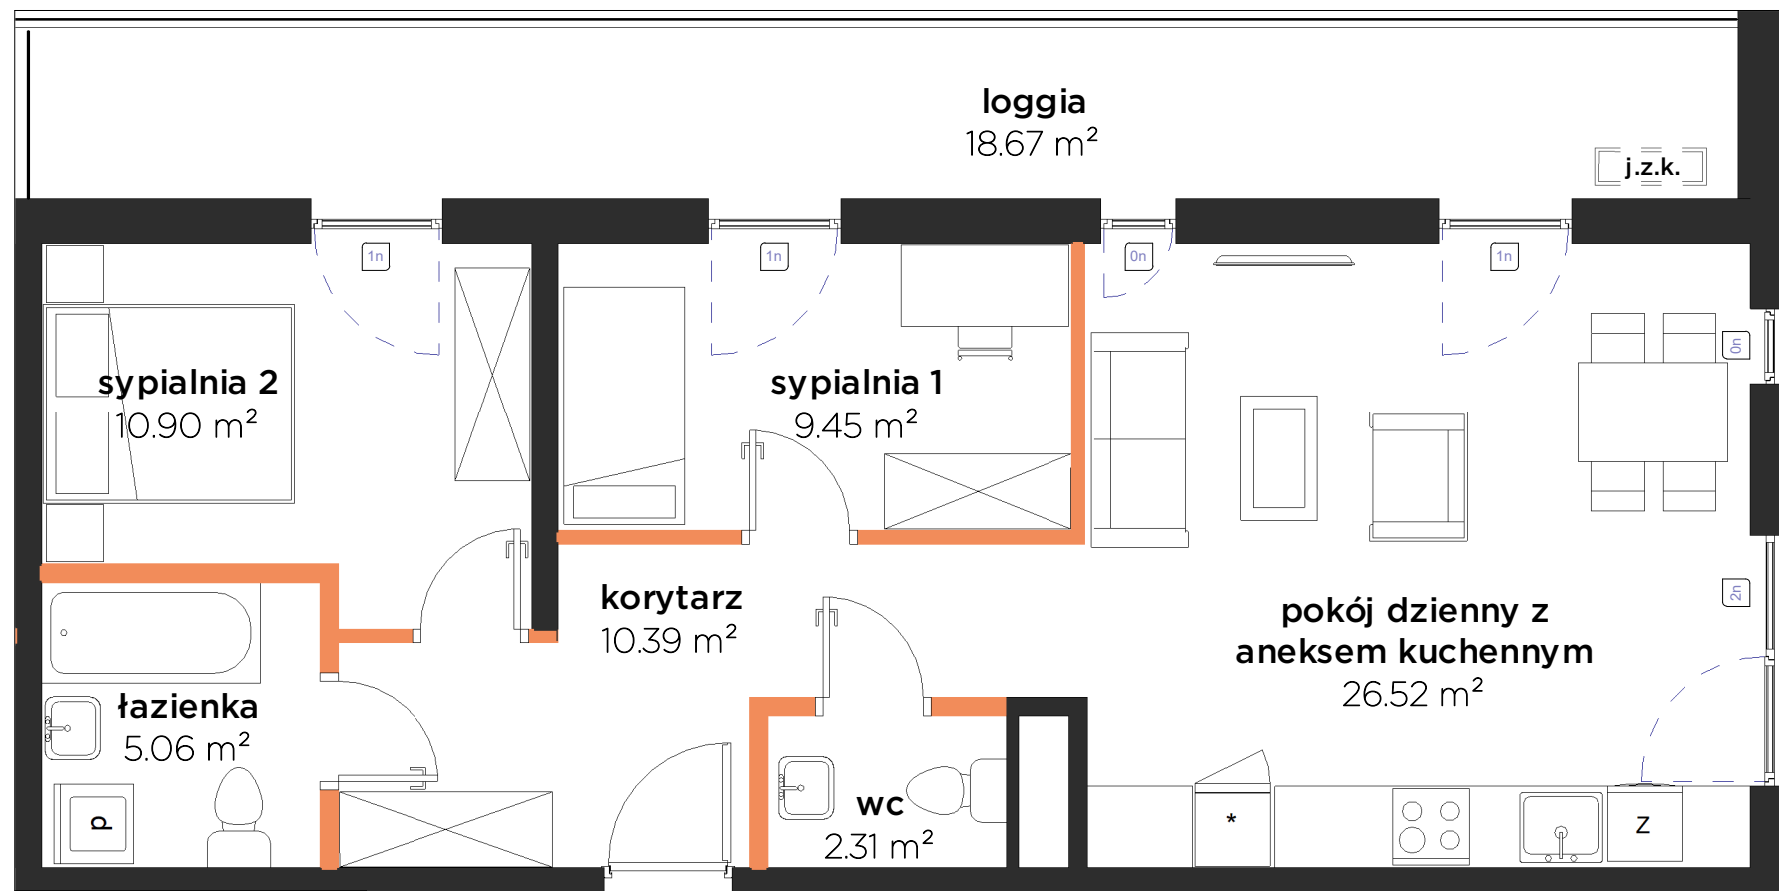 loggia
18.67 m²
j.z.k.
1n
1n
0n
1n
0n
sypialnia 2
10.90 m²
sypialnia 1
9.45 m²
korytarz
10.39 m²
2n
pokój dzienny z
aneksem kuchennym
26.52 m²
łazienka
5.06 m²
p
wc
2.31 m²
*
Z